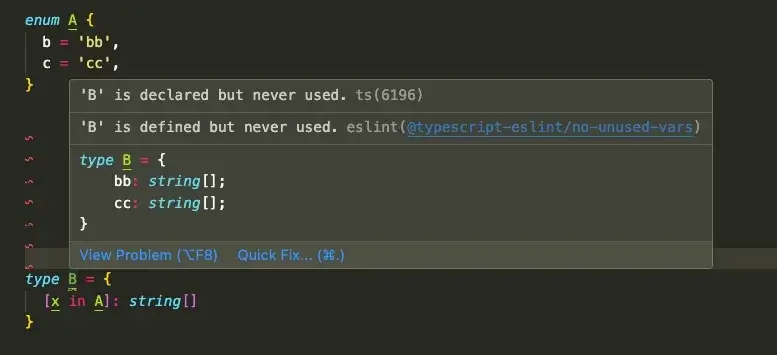 enum A {
b = 'bb',
c = 'cc',
}
'B' is declared but never used. ts(6196)
'B' is defined but never used. eslint(@typescript-eslint/no-unused-vars)
type B = {
bb: string[];
cc: string[];
}
View Problem (⌥F8) Quick Fix... (⌘.)
type B = {
[x in A]: string[]
}